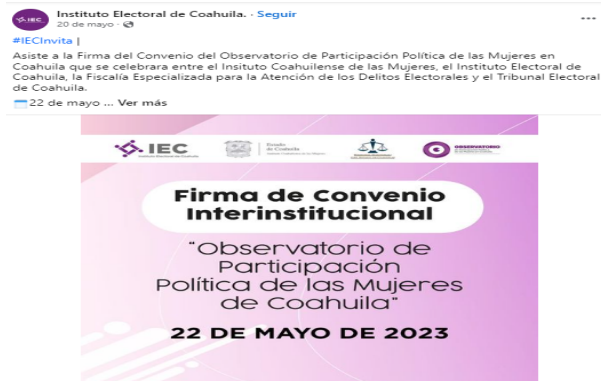 Instituto Electoral de Coahuila. · Seguir
20 de mayo ·
#IECInvita |
Asiste a la Firma del Convenio del Observatorio de Participación Política de las Mujeres en
Coahuila que se celebrara entre el Insituto Coahuilense de las Mujeres, el Instituto Electoral de
Coahuila, la Fiscalía Especializada para la Atención de los Delitos Electorales y el Tribunal Electoral
de Coahuila.
22 de mayo ... Ver más
IEC
Instituto Electoral de Coahuila
Estado
de Coahuila
OBSERVATORIO
Firma de Convenio
Interinstitucional
"Observatorio de
Participación
Política de las Mujeres
de Coahuila"
22 DE MAYO DE 2023